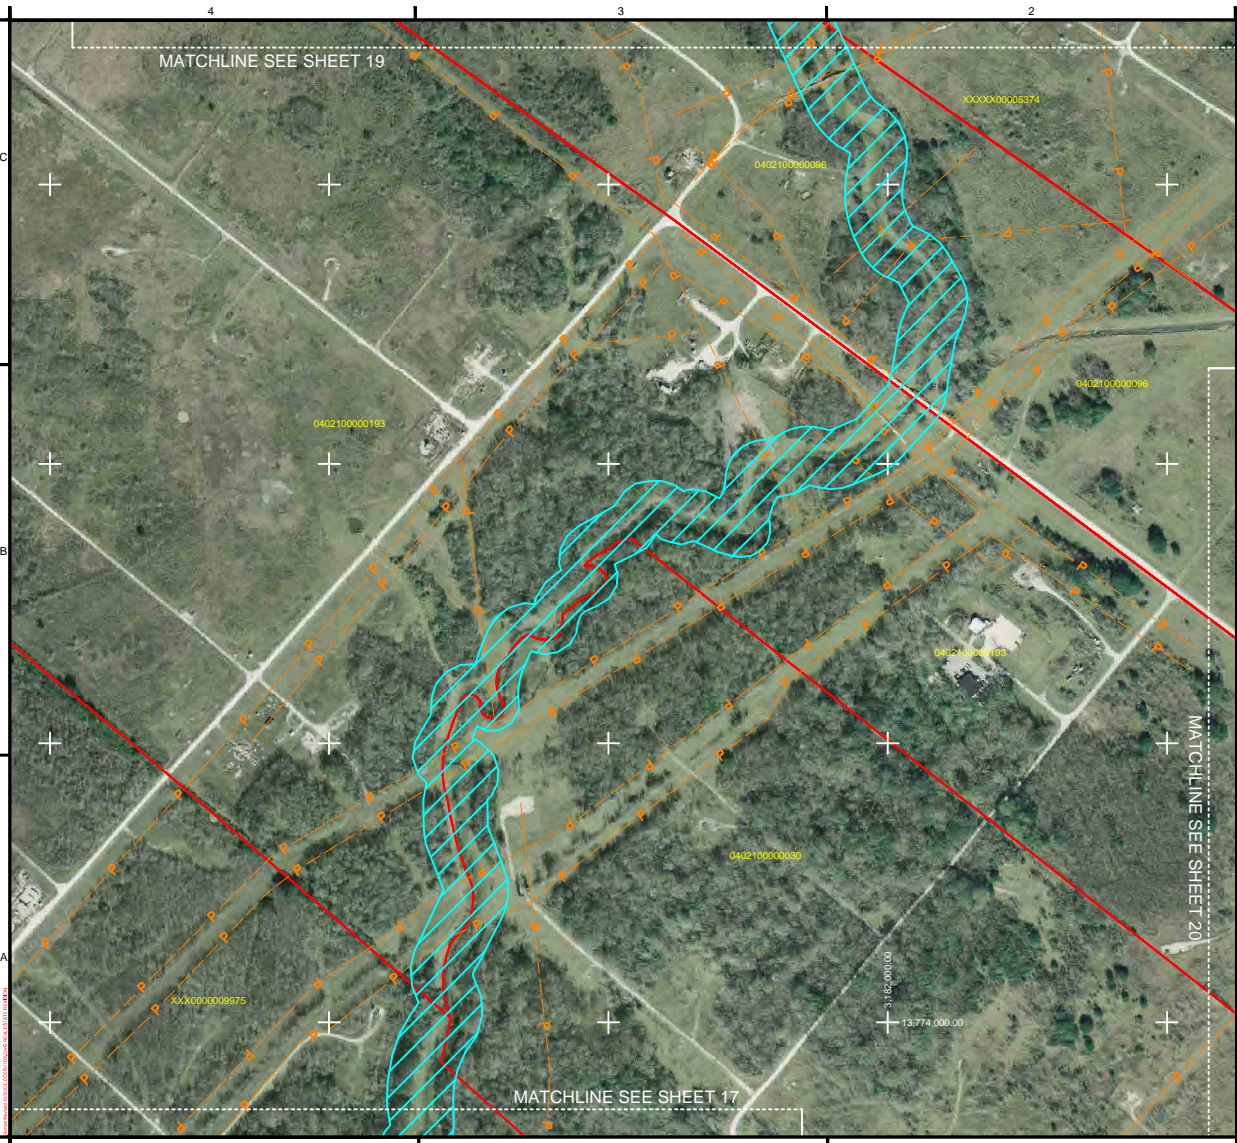 4
3
2
MATCHLINE SEE SHEET 19
XXXXX00005374
C
0402100000096
0402100000096
0402100000193
B
0402100000193
MATCHLINE SEE SHEET 20
0402100000030
A
3,182,000.00
XXX0000009975
13,774,000.00
MATCHLINE SEE SHEET 17